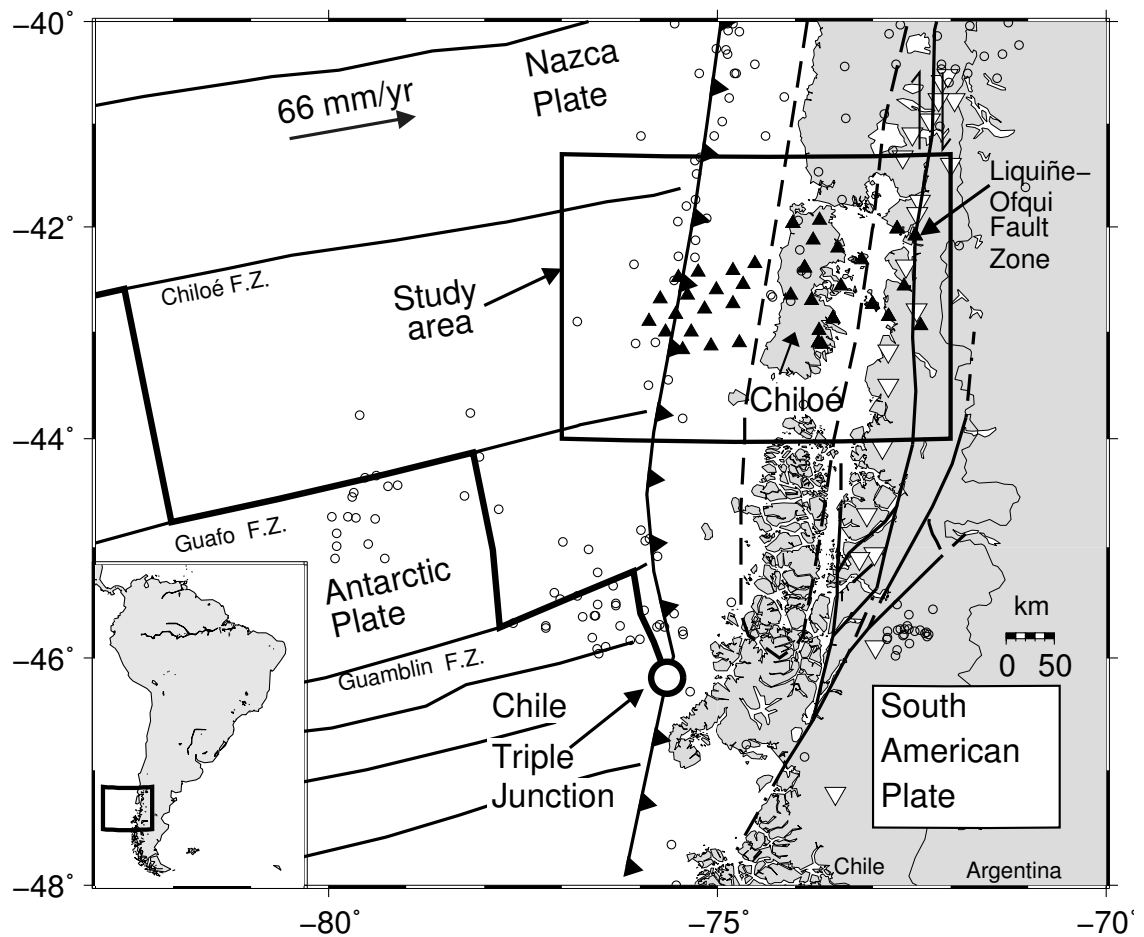 −40˚
Nazca
Plate
66 mm/yr
Liquiñe−
Ofqui
Fault
Zone
−42˚
Chiloé F.Z.
Study
area
Chiloé
−44˚
Guafo F.Z.
Antarctic
Plate
km
0 50
−46˚
Guamblin F.Z.
Chile
Triple
Junction
South
American
Plate
Chile
Argentina
−48˚
−80˚
−75˚
−70˚